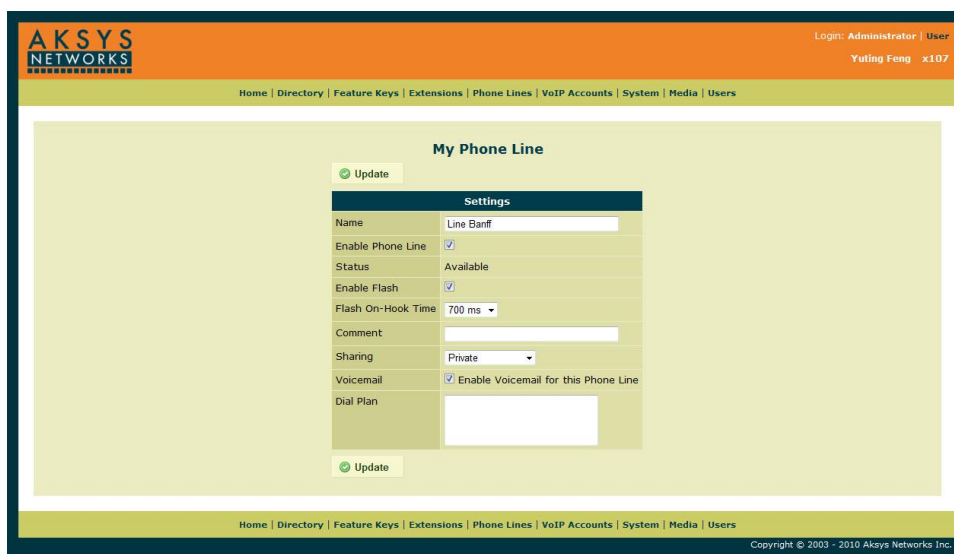 AKSYS
NETWORKS
Login: Administrator | User
Yuting Feng x107
Home | Directory | Feature Keys | Extensions | Phone Lines | VoIP Accounts | System | Media | Users
My Phone Line
Update
Settings
Name Line Banff
Enable Phone Line
Status Available
Enable Flash
Flash On-Hook Time 700 ms
Comment
Sharing Private
Voicemail Enable Voicemail for this Phone Line
Dial Plan
Update
Home | Directory | Feature Keys | Extensions | Phone Lines | VoIP Accounts | System | Media | Users
Copyright © 2003 - 2010 Aksys Networks Inc.